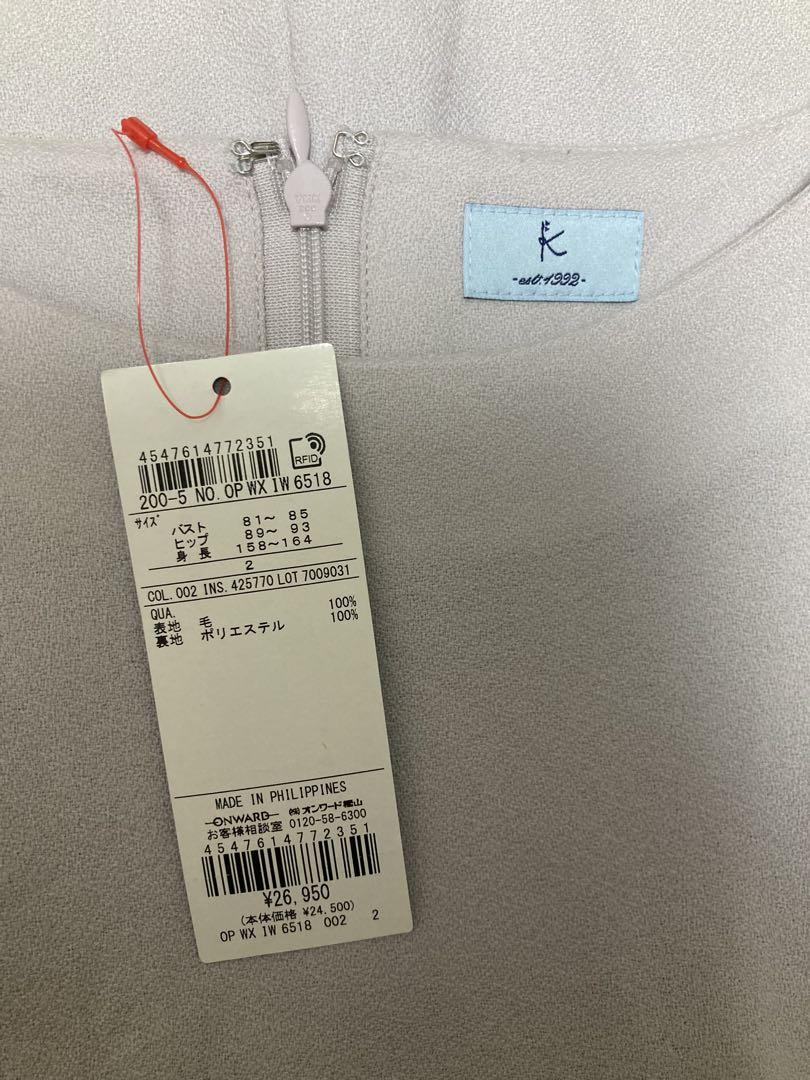 K
-est.1992-
4547614772351
RFID
200-5 NO.OP WX IW 6518
サイズ
バスト 81～ 85
ヒップ 89～ 93
身長 158～164
2
COL.002 INS.425770 LOT 7009031
QUA.
表地 毛 100%
裏地 ポリエステル 100%
MADE IN PHILIPPINES
ONWARD ㈱オンワード樫山
お客様相談室 0120-58-6300
4547614772351
¥26,950
(本体価格 ¥24,500)
OP WX IW 6518 002 2